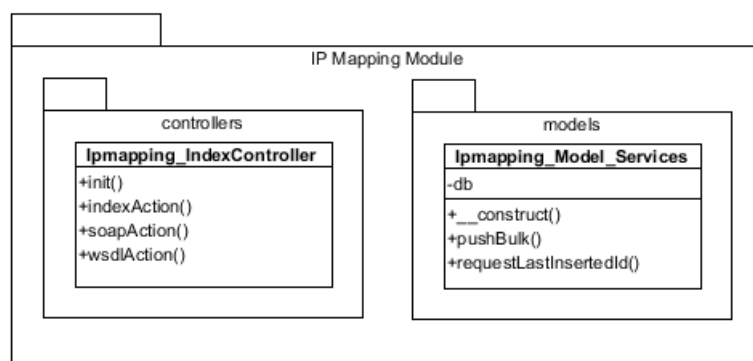 IP Mapping Module
controllers
Ipmapping_IndexController
+init()
+indexAction()
+soapAction()
+wsdlAction()
models
Ipmapping_Model_Services
-db
+__construct()
+pushBulk()
+requestLastInsertedId()